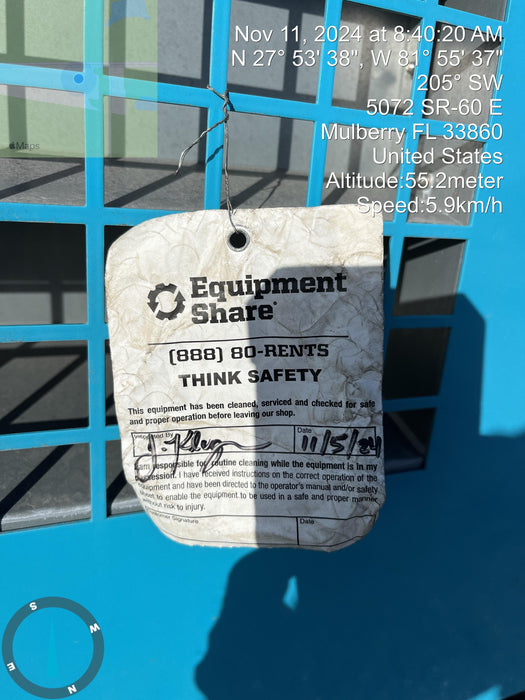 Nov 11, 2024 at 8:40:20 AM
N 27° 53' 38", W 81° 55' 37"
205° SW
5072 SR-60 E
Mulberry FL 33860
United States
Altitude:55.2meter
Speed:5.9km/h
Maps
Equipment
Share
(888) 80-RENTS
THINK SAFETY
This equipment has been cleaned, serviced and checked for safe
and proper operation before leaving our shop.
Inspected by
Date
11/5/24
I am responsible for routine cleaning while the equipment is in my
possession. I have received instructions on the correct operation of the
equipment and have been directed to the operator's manual and/or safety
to enable the equipment to be used in a safe and proper manner
without risk to injury.
Customer Signature
Date
S
W
E
N